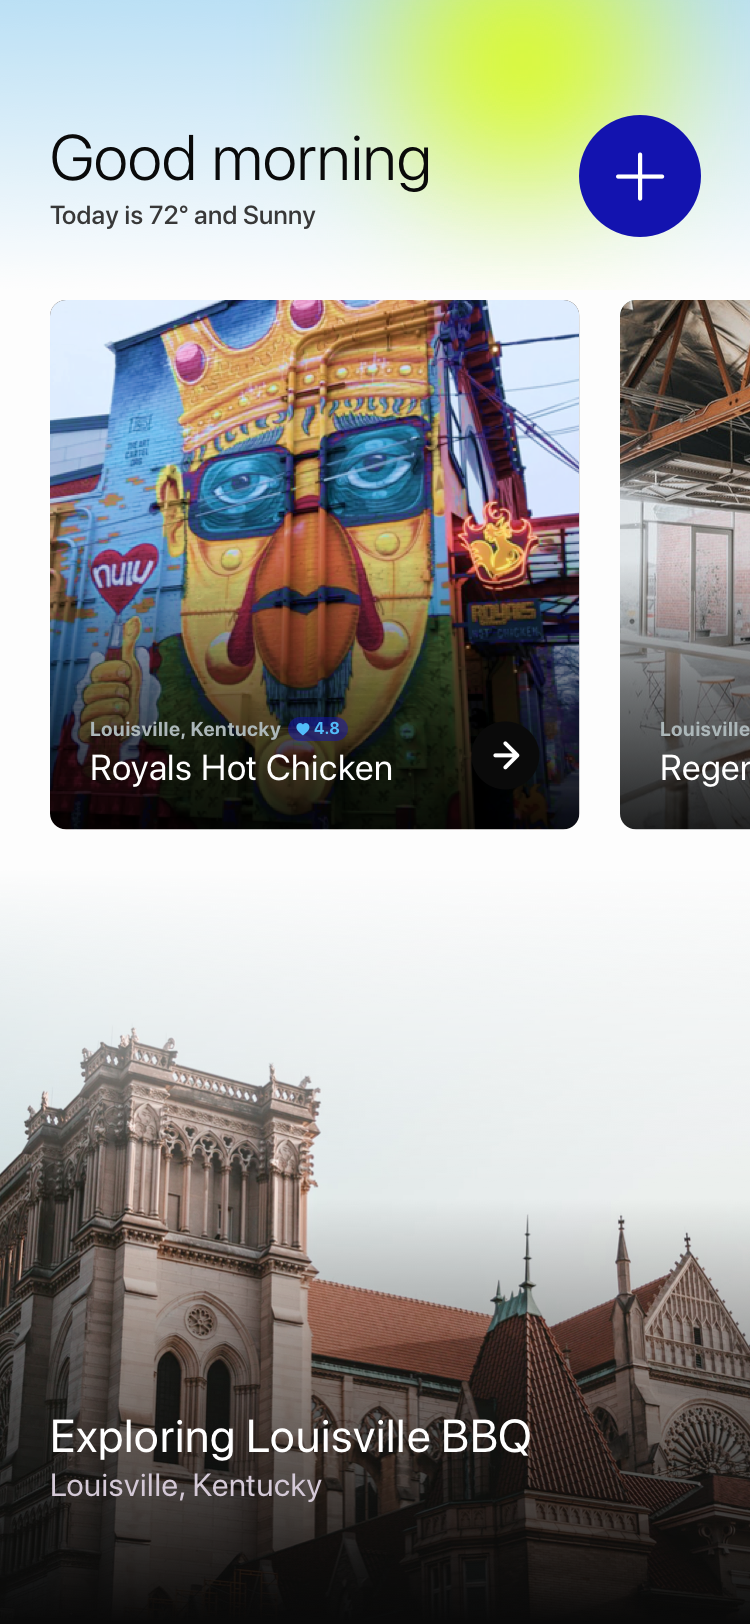 Good morning
Today is 72° and Sunny
nulu
ROYALS
HOT CHICKEN
Louisville, Kentucky 4.8
Royals Hot Chicken
Louisville
Reger
Exploring Louisville BBQ
Louisville, Kentucky